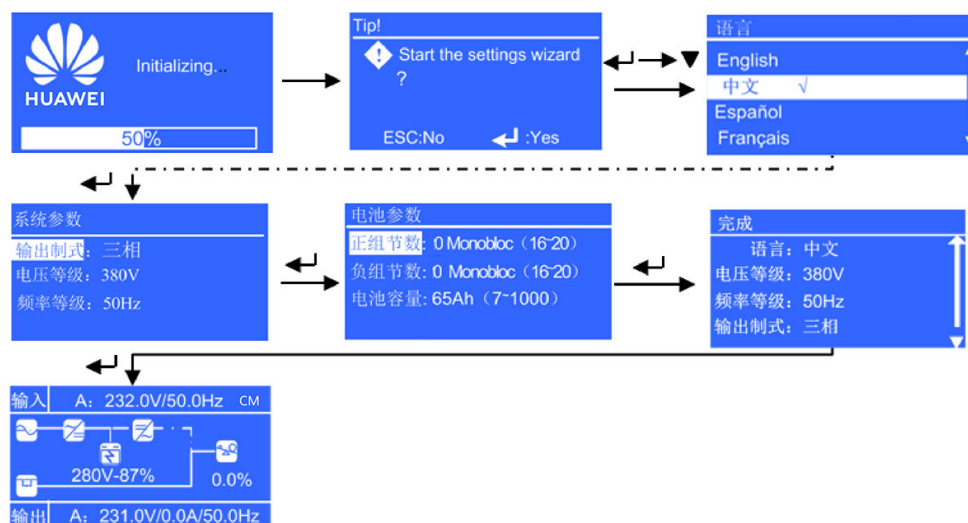 Initializing...
HUAWEI
50%
Tip!
Start the settings wizard
?
ESC:No :Yes
语言
English
中文 √
Español
Français
系统参数
输出制式：三相
电压等级：380V
频率等级：50Hz
电池参数
正组节数: 0 Monobloc（16~20）
负组节数: 0 Monobloc（16~20）
电池容量: 65Ah（7~1000）
完成
语言：中文
电压等级：380V
频率等级：50Hz
输出制式：三相
输入 A：232.0V/50.0Hz CM
280V-87%
0.0%
输出 A：231.0V/0.0A/50.0Hz